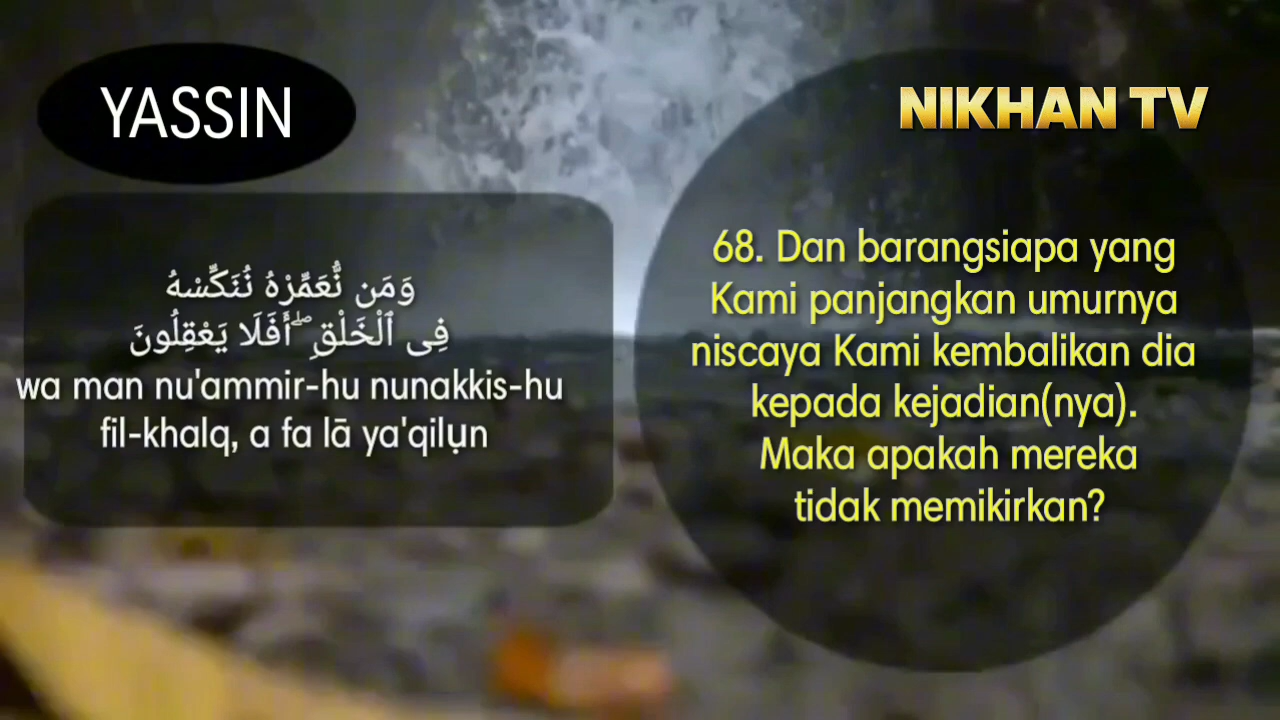 YASSIN
NIKHAN TV
وَمَن نُّعَمِّرْهُ نُنَكِّسْهُ
فِى ٱلْخَلْقِ ۖ أَفَلَا يَعْقِلُونَ
wa man nu'ammir-hu nunakkis-hu
fil-khalq, a fa lā ya'qilụn
68. Dan barangsiapa yang
Kami panjangkan umurnya
niscaya Kami kembalikan dia
kepada kejadian(nya).
Maka apakah mereka
tidak memikirkan?